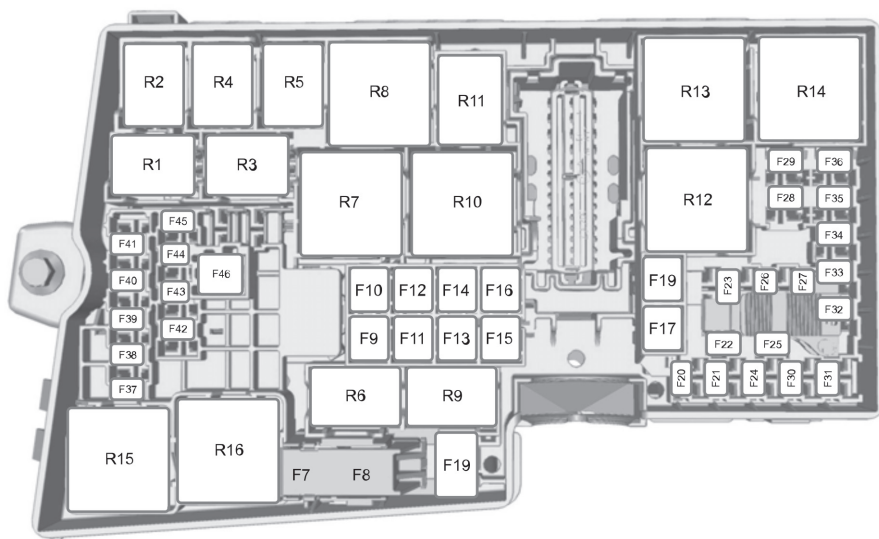 R2 R4 R5 R8 R11 R13 R14
R1 R3 R7 R10 R12 F29 F36
F28 F35
F45
F41 F34
F44
F46 F19 F23 F26 F27 F33
F40 F10 F12 F14 F16
F43
F39 F32
F42 F9 F11 F13 F15 F17
F38 F22 F25
F37 F20 F21 F24 F30 F31
R6 R9
R15 R16
F7 F8 F19